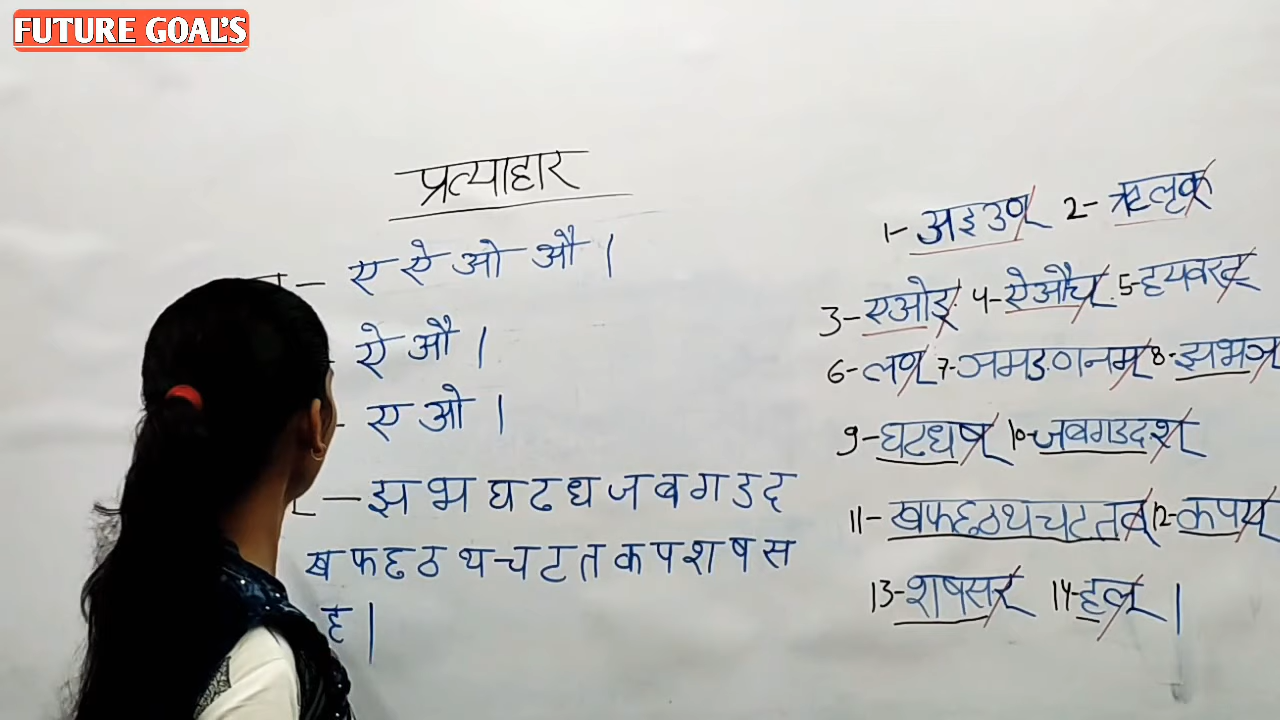 FUTURE GOAL'S
प्रत्याहार
– ए ऐ ओ औ |
ऐ औ |
- ए ओ |
– झ भ घ ढ ध ज ब ग ड द
ख फ छ ठ थ च ट त क प श ष स
ह |
1- अइउण् 2- ऋलृक्
3- एओङ् 4- ऐऔच् 5- हयवरट्
6- लण् 7- ञमङणनम् 8- झभञ्
9- घढधष् 10- जबगडदश्
11- खफछठथचटतव् 12- कपय्
13- शषसर् 14- हल् |